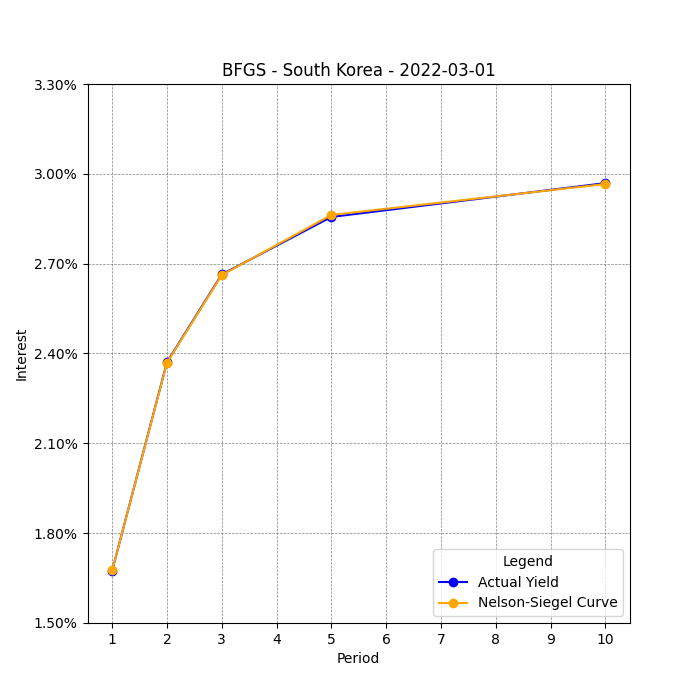 BFGS - South Korea - 2022-03-01
3.30%
3.00%
2.70%
2.40%
2.10%
1.80%
1.50%
Interest
Legend
Actual Yield
Nelson-Siegel Curve
1 2 3 4 5 6 7 8 9 10
Period